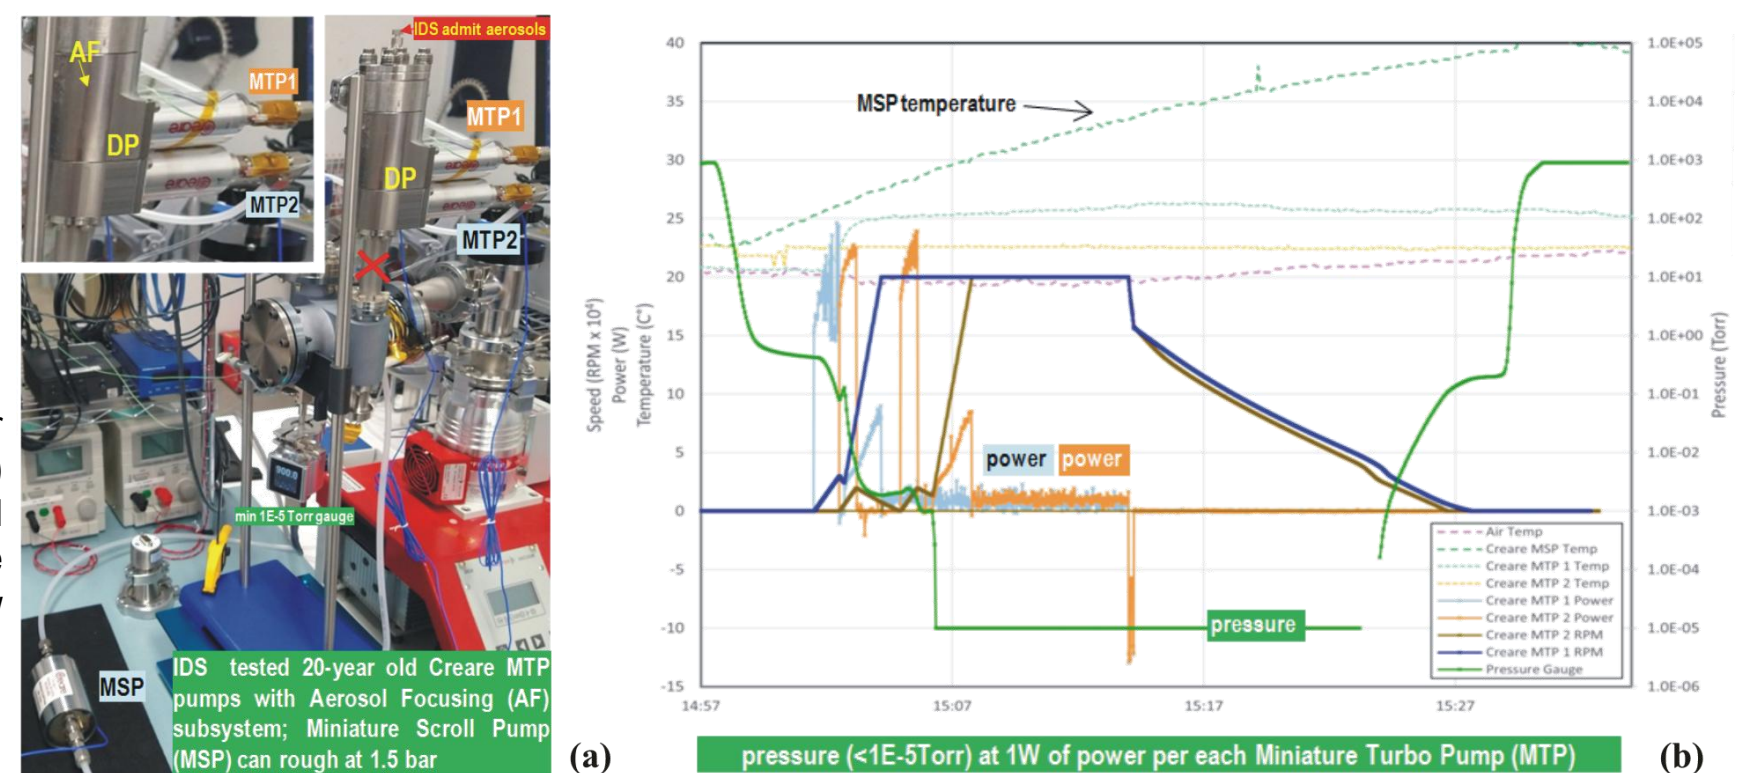 AF
MTP1
DP
MTP2
IDS admit aerosols
MTP1
DP
MTP2
min 1E-5 Torr gauge
MSP
IDS tested 20-year old Creare MTP
pumps with Aerosol Focusing (AF)
subsystem; Miniature Scroll Pump
(MSP) can rough at 1.5 bar
(a)
Speed (RPM x 10⁴)
Power (W)
Temperature (C°)
40
35
30
25
20
15
10
5
0
-5
-10
-15
MSP temperature
power power
pressure
Air Temp
Creare MSP Temp
Creare MTP 1 Temp
Creare MTP 2 Temp
Creare MTP 1 Power
Creare MTP 2 Power
Creare MTP 2 RPM
Creare MTP 1 RPM
Pressure Gauge
1.0E+05
1.0E+04
1.0E+03
1.0E+02
1.0E+01
1.0E+00
1.0E-01
1.0E-02
1.0E-03
1.0E-04
1.0E-05
1.0E-06
Pressure (Torr)
14:57 15:07 15:17 15:27
pressure (<1E-5Torr) at 1W of power per each Miniature Turbo Pump (MTP)
(b)